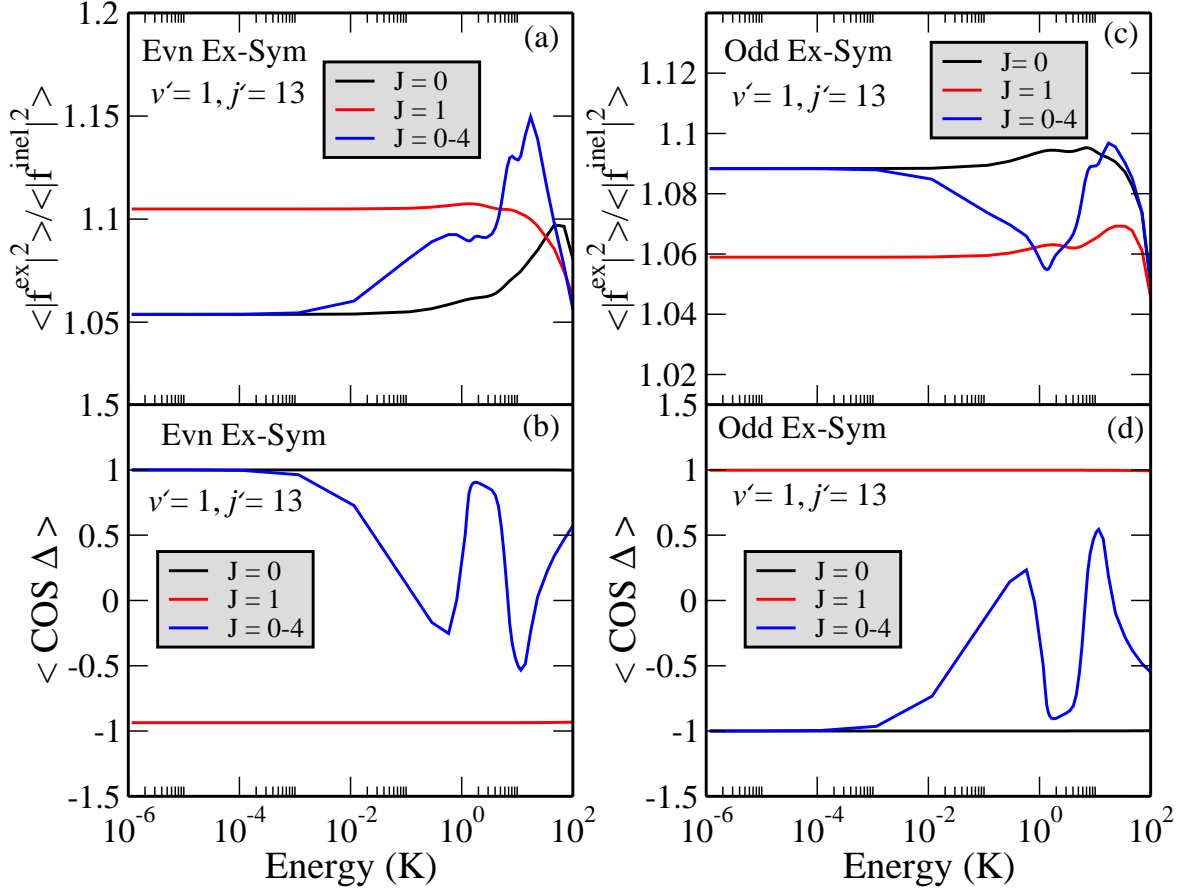 (a)
Evn Ex-Sym
v′= 1, j′= 13
J = 0
J = 1
J = 0-4
<|f^ex|^2>/<|f^inel|^2>
1.2
1.15
1.1
1.05
(c)
Odd Ex-Sym
v′= 1, j′= 13
J= 0
J = 1
J = 0-4
<|f^ex|^2>/<|f^inel|^2>
1.12
1.1
1.08
1.06
1.04
1.02
(b)
Evn Ex-Sym
v′= 1, j′= 13
J = 0
J = 1
J = 0-4
< COS Δ >
1.5
1
0.5
0
-0.5
-1
-1.5
10^-6 10^-4 10^-2 10^0 10^2
Energy (K)
(d)
Odd Ex-Sym
v′= 1, j′= 13
J = 0
J = 1
J = 0-4
< COS Δ >
1.5
1
0.5
0
-0.5
-1
-1.5
10^-6 10^-4 10^-2 10^0 10^2
Energy (K)